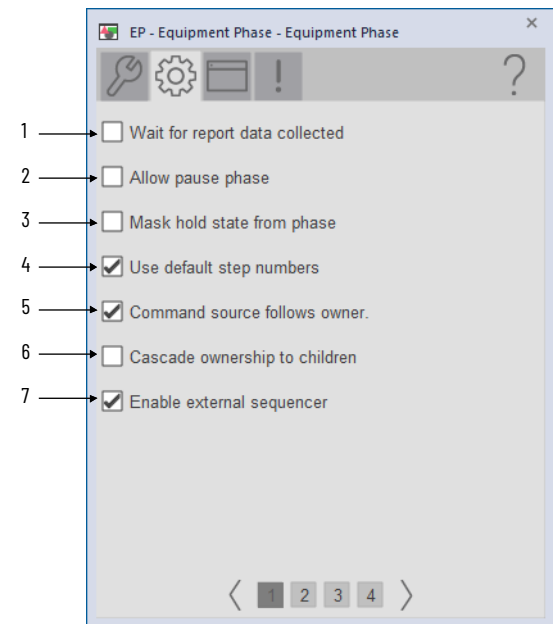 EP - Equipment Phase - Equipment Phase
1 Wait for report data collected
2 Allow pause phase
3 Mask hold state from phase
4 Use default step numbers
5 Command source follows owner.
6 Cascade ownership to children
7 Enable external sequencer
1 2 3 4